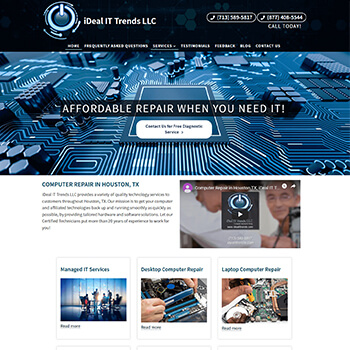 iDeal IT Trends LLC
(713) 589-5817 (877) 408-5544
CALL TODAY!
HOME FREQUENTLY ASKED QUESTIONS SERVICES TESTIMONIALS FEEDBACK BLOG CONTACT US
AFFORDABLE REPAIR WHEN YOU NEED IT!
Contact Us for Free Diagnostic
Service
COMPUTER REPAIR IN HOUSTON, TX
iDeal IT Trends LLC provides a variety of quality technology services to
customers throughout Houston, TX. Our mission is to get your computer
and affiliated technologies back up and running smoothly as quickly as
possible, by providing tailored hardware and software solutions. Let our
Certified Technicians put more than 20 years of experience to work for
you!
Computer Repair in Houston, TX, iDeal IT T...
Managed IT Services
Desktop Computer Repair
Laptop Computer Repair
Read more
Read more
Read more